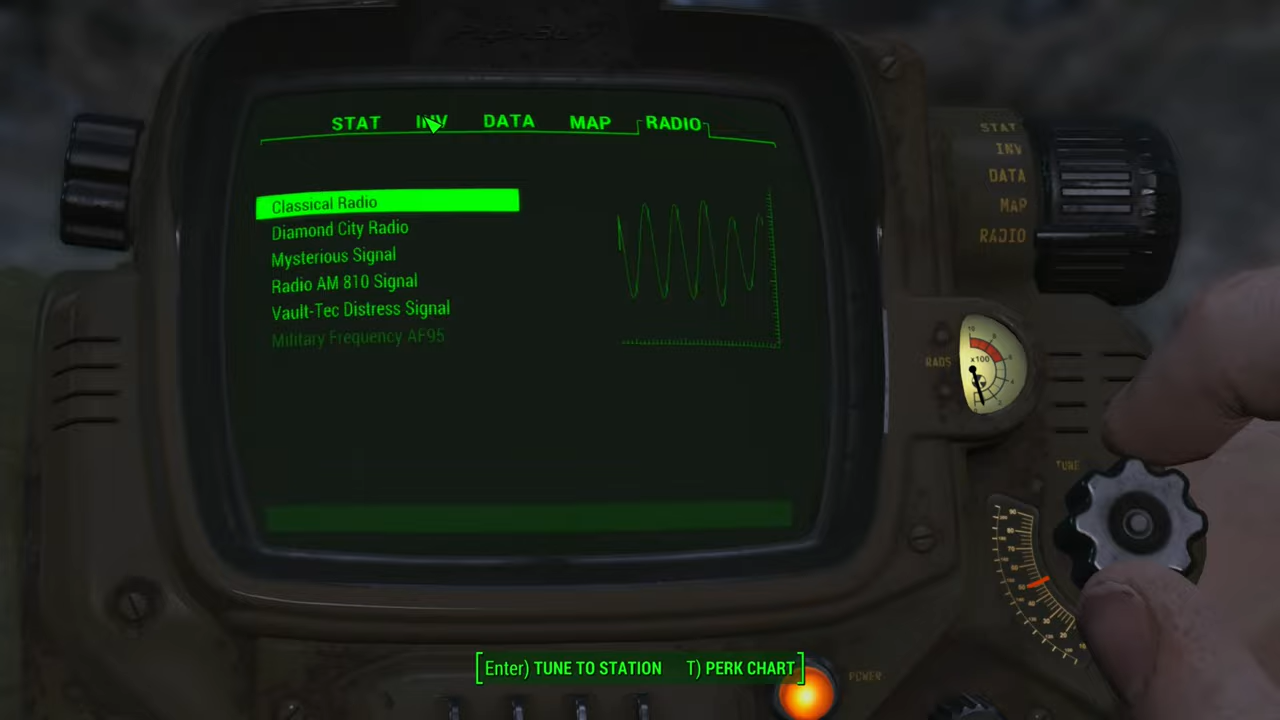 STAT INV DATA MAP RADIO
Classical Radio
Diamond City Radio
Mysterious Signal
Radio AM 810 Signal
Vault-Tec Distress Signal
Military Frequency AF95
STAT
INV
DATA
MAP
RADIO
RADS
x100
TUNE
[Enter) TUNE TO STATION T) PERK CHART]
POWER